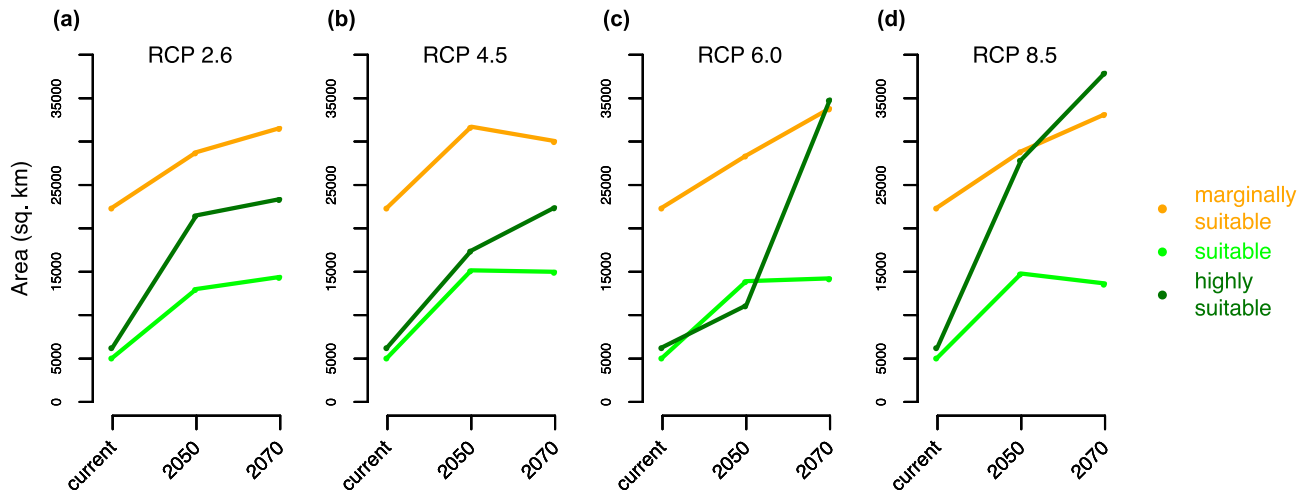 (a)
(b)
(c)
(d)
RCP 2.6
RCP 4.5
RCP 6.0
RCP 8.5
Area (sq. km)
35000
25000
15000
5000
0
35000
25000
15000
5000
0
35000
25000
15000
5000
0
35000
25000
15000
5000
0
current
2050
2070
current
2050
2070
current
2050
2070
current
2050
2070
marginally
suitable
suitable
highly
suitable